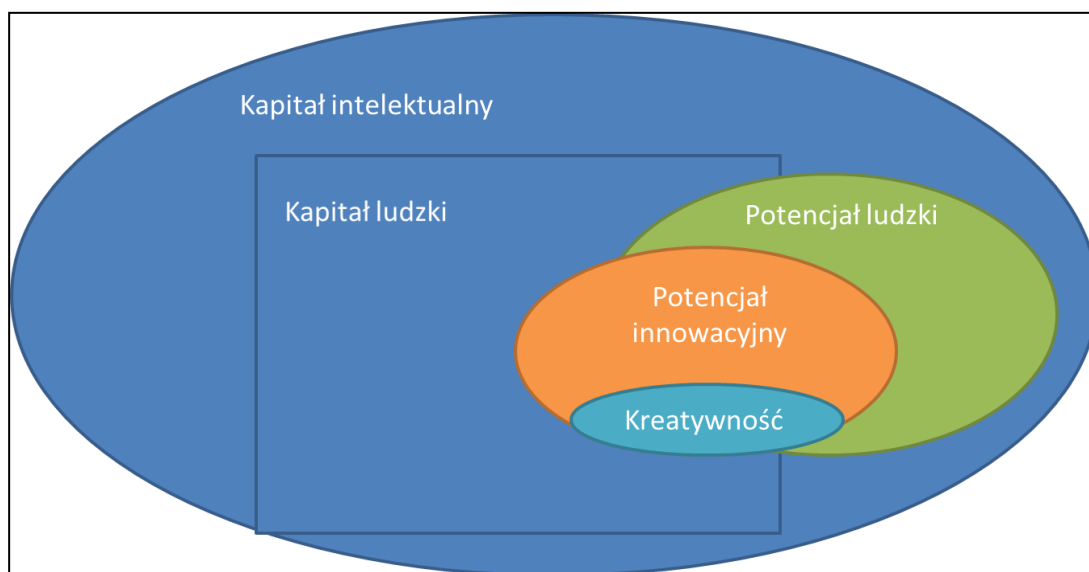 Kapitał intelektualny
Kapitał ludzki
Potencjał ludzki
Potencjał
innowacyjny
Kreatywność